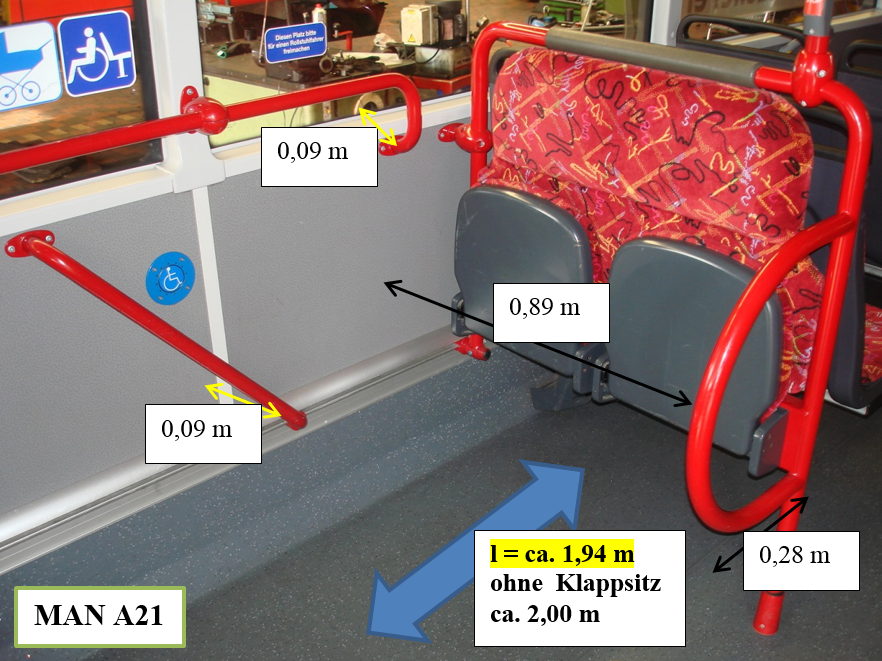 Diesen Platz bitte
für einen Rollstuhlfahrer
freimachen
0,09 m
0,89 m
0,09 m
l = ca. 1,94 m
ohne Klappsitz
ca. 2,00 m
0,28 m
MAN A21